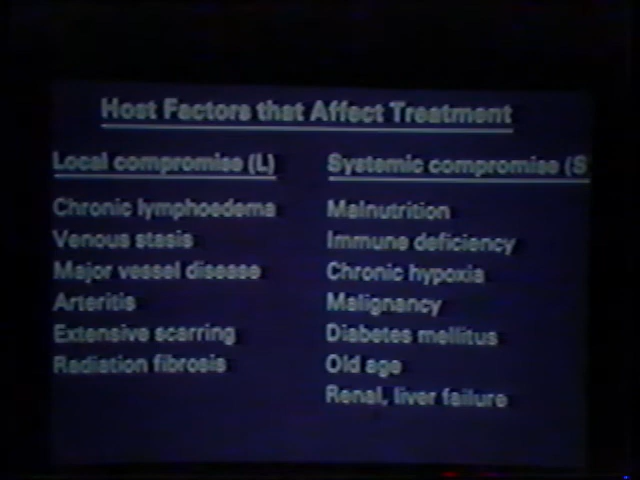 Host Factors that Affect Treatment
Local compromise (L)
Systemic compromise (S
Chronic lymphoedema
Malnutrition
Venous stasis
Immune deficiency
Major vessel disease
Chronic hypoxia
Arteritis
Malignancy
Extensive scarring
Diabetes mellitus
Radiation fibrosis
Old age
Renal, liver failure